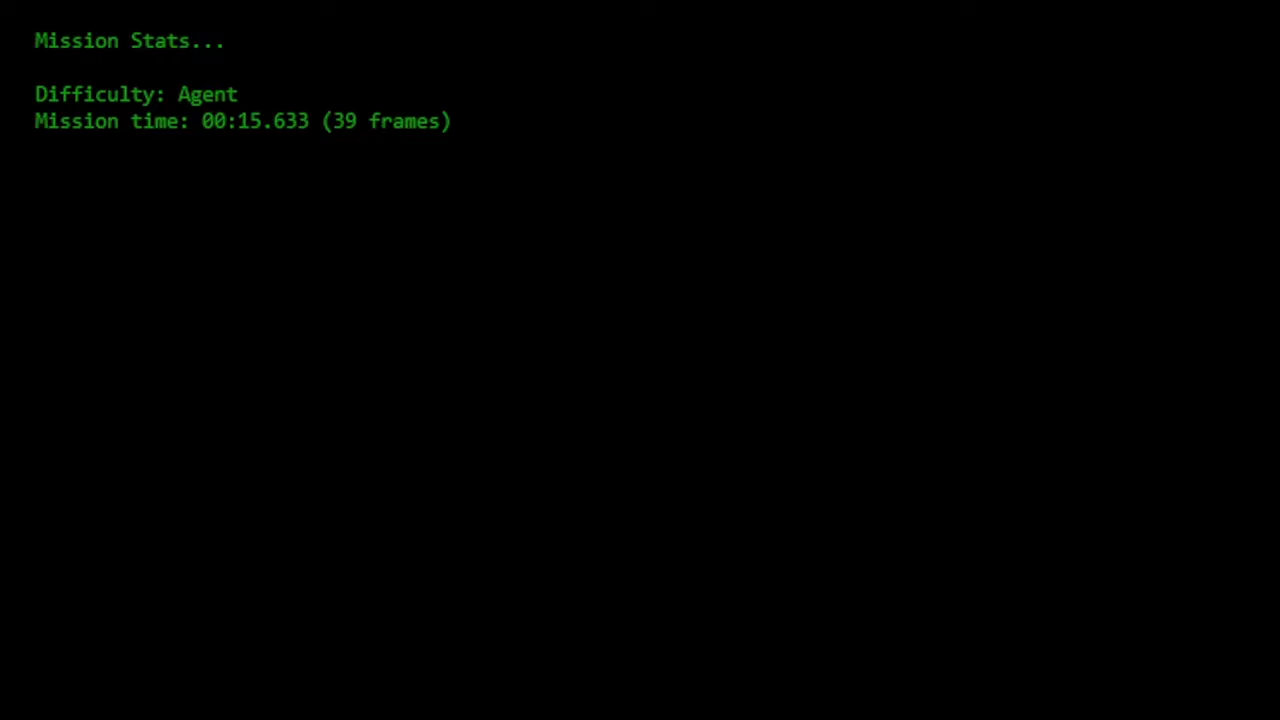 Mission Stats...
Difficulty: Agent
Mission time: 00:15.633 (39 frames)